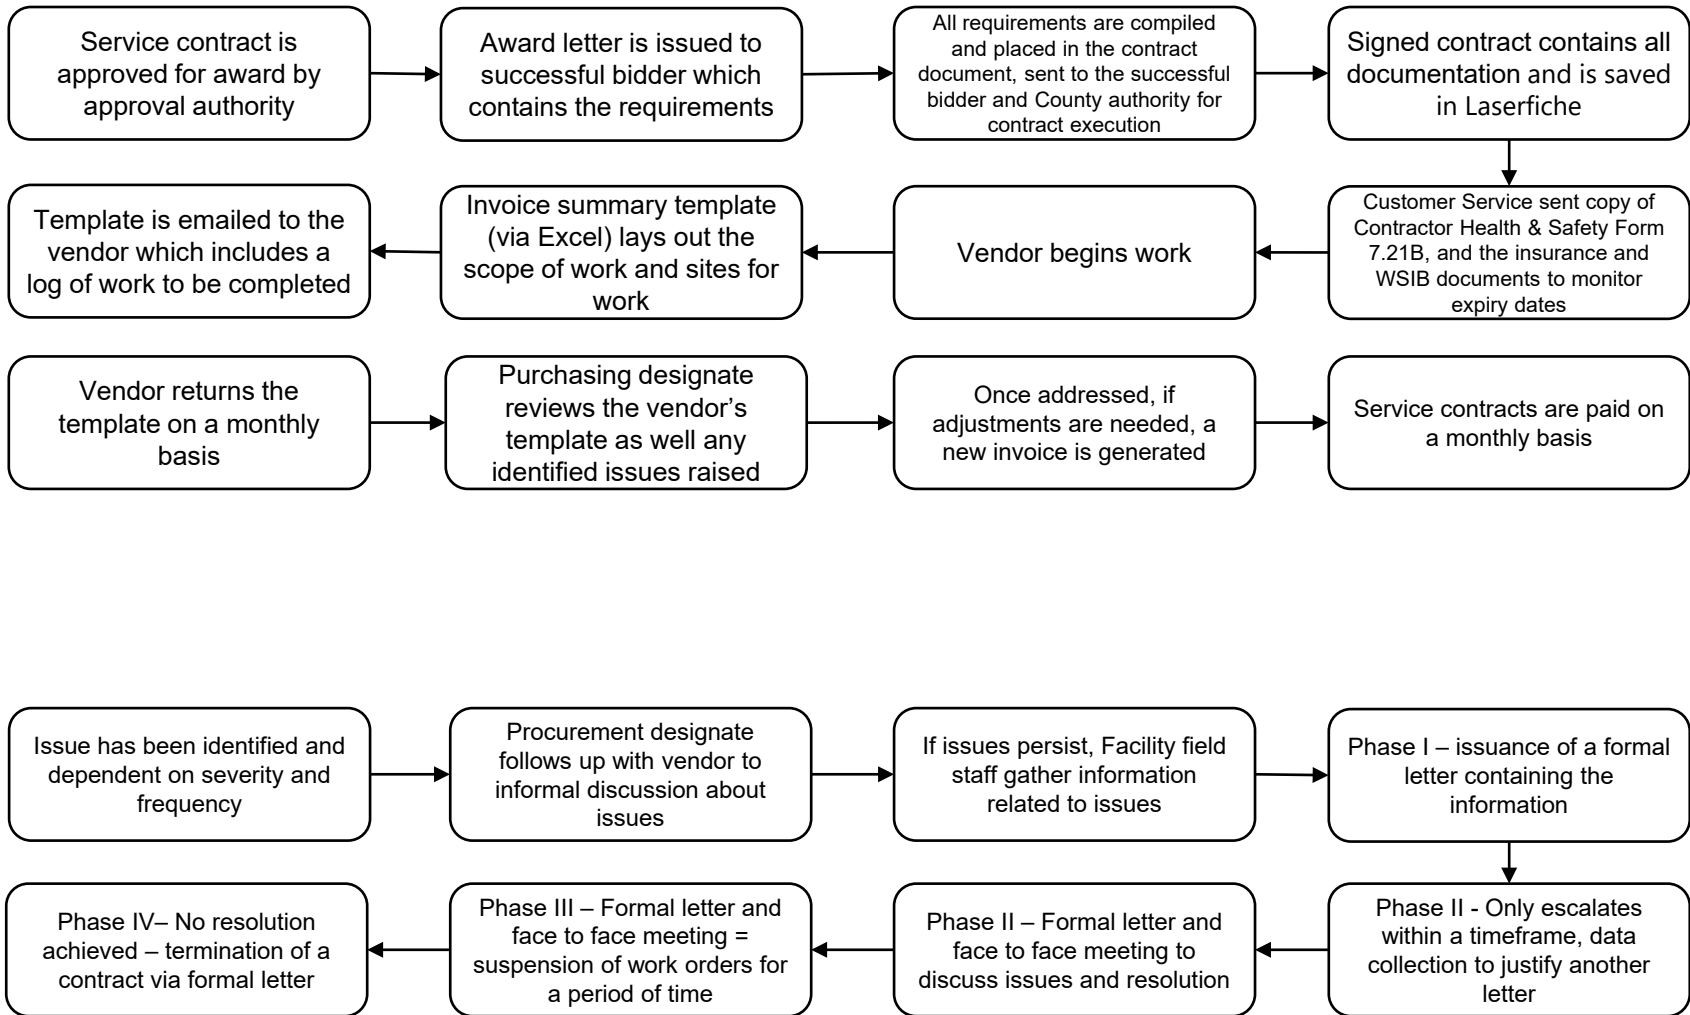 Service contract is
approved for award by
approval authority
Award letter is issued to
successful bidder which
contains the requirements
All requirements are compiled
and placed in the contract
document, sent to the successful
bidder and County authority for
contract execution
Signed contract contains all
documentation and is saved
in Laserfiche
Customer Service sent copy of
Contractor Health & Safety Form
7.21B, and the insurance and
WSIB documents to monitor
expiry dates
Vendor begins work
Invoice summary template
(via Excel) lays out the
scope of work and sites for
work
Template is emailed to the
vendor which includes a
log of work to be completed
Vendor returns the
template on a monthly
basis
Purchasing designate
reviews the vendor’s
template as well any
identified issues raised
Once addressed, if
adjustments are needed, a
new invoice is generated
Service contracts are paid on
a monthly basis
Issue has been identified and
dependent on severity and
frequency
Procurement designate
follows up with vendor to
informal discussion about
issues
If issues persist, Facility field
staff gather information
related to issues
Phase I – issuance of a formal
letter containing the
information
Phase II - Only escalates
within a timeframe, data
collection to justify another
letter
Phase II – Formal letter and
face to face meeting to
discuss issues and resolution
Phase III – Formal letter and
face to face meeting =
suspension of work orders for
a period of time
Phase IV– No resolution
achieved – termination of a
contract via formal letter